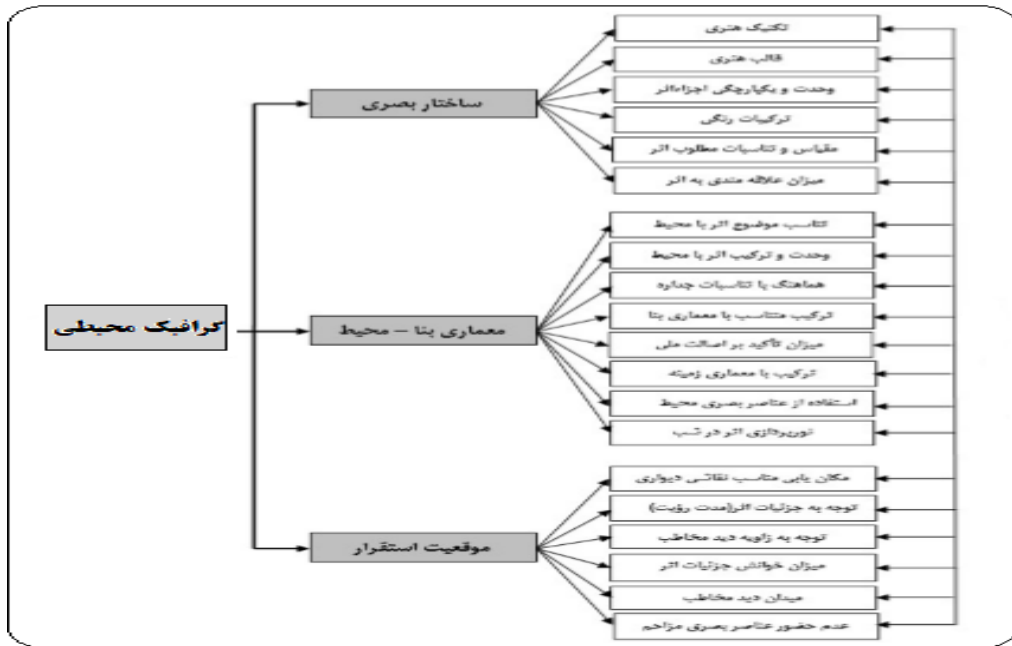 گرافیک محیطی
ساختار بصری
تکنیک هنری
قالب هنری
وحدت و یکپارچگی اجزاءاثر
ترکیبات رنگی
مقیاس و تناسبات مطلوب اثر
میزان علاقه مندی به اثر
معماری بنا – محیط
تناسب موضوع اثر با محیط
وحدت و ترکیب اثر با محیط
هماهنگ با تناسبات جداره
ترکیب متناسب با معماری بنا
میزان تأکید بر اصالت ملی
ترکیب با معماری زمینه
استفاده از عناصر بصری محیط
نورپردازی اثر در شب
موقعیت استقرار
مکان یابی مناسب نقاشی دیواری
توجه به جزئیات اثر(مدت رؤیت)
توجه به زاویه دید مخاطب
میزان خوانش جزئیات اثر
میدان دید مخاطب
عدم حضور عناصر بصری مزاحم